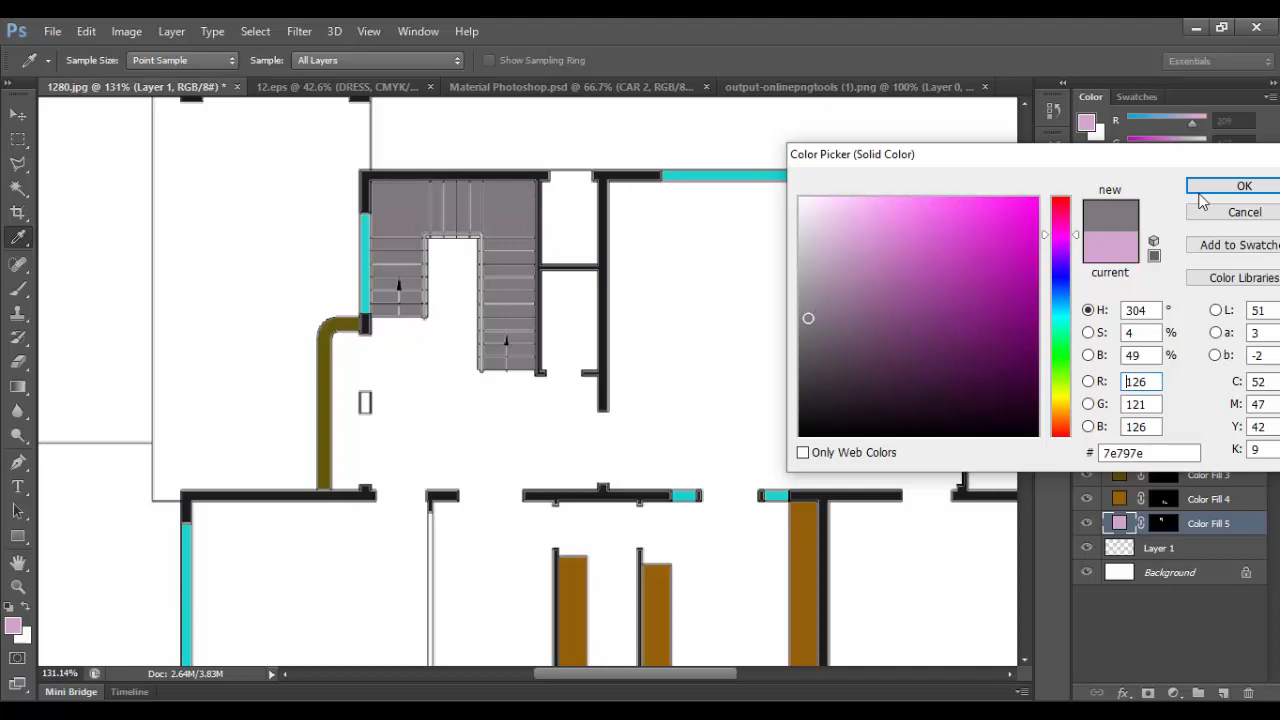 Ps File Edit Image Layer Type Select Filter 3D View Window Help
Sample Size: Point Sample Sample: All Layers Show Sampling Ring Essentials
1280.jpg @ 131% (Layer 1, RGB/8#) * × 12.eps @ 42.6% (DRESS, CMYK/... × Material Photoshop.psd @ 66.7% (CAR 2, RGB/8... × output-onlinepngtools (1).png @ 100% (Layer 0, ... ×
Color Swatches
R 209
Color Picker (Solid Color)
new
OK
Cancel
Add to Swatche
current
Color Libraries
H: 304 ° L: 51
S: 4 % a: 3
B: 49 % b: -2
R: 126 C: 52
G: 121 M: 47
B: 126 Y: 42
Only Web Colors # 7e797e K: 9
Color Fill 3
Color Fill 4
Color Fill 5
Layer 1
Background
131.14% Doc: 2.64M/3.83M
Mini Bridge Timeline